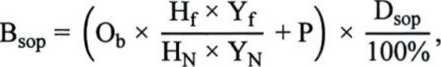 B_sop = (O_b × (H_f × Y_f)/(H_N × Y_N) + P) × D_sop/100%,